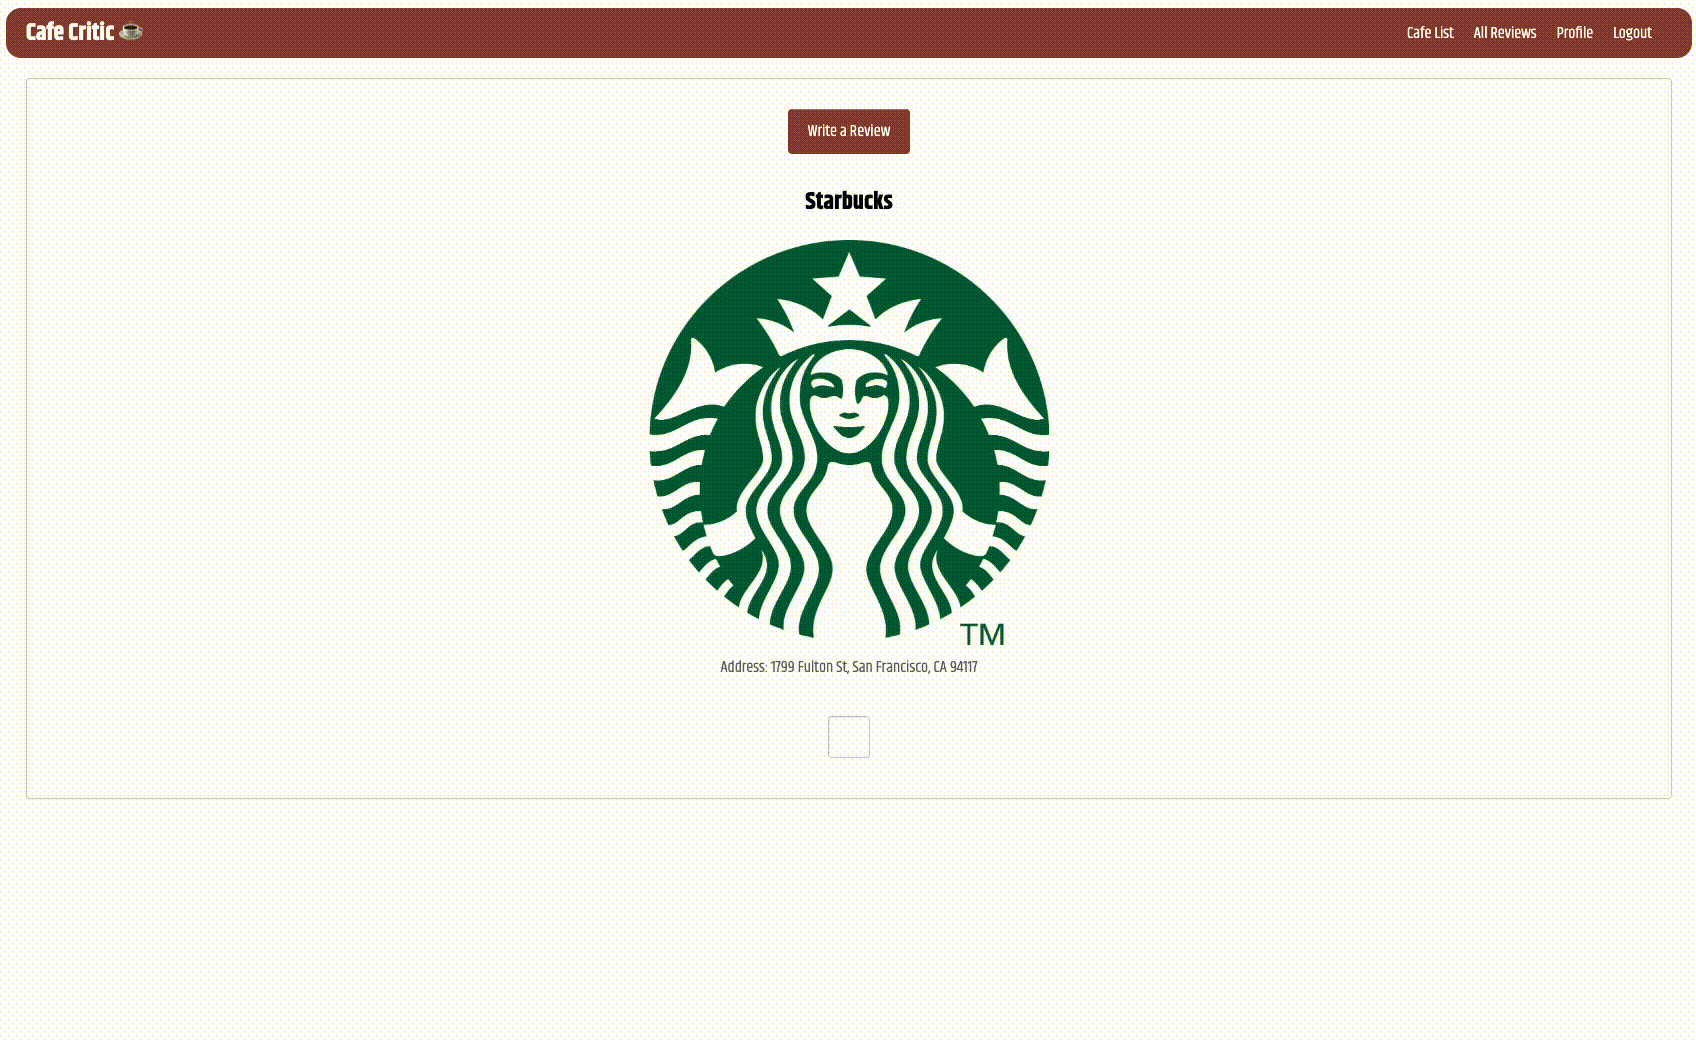 Cafe Critic
Cafe List All Reviews Profile Logout
Write a Review
Starbucks
TM
Address: 1799 Fulton St, San Francisco, CA 94117